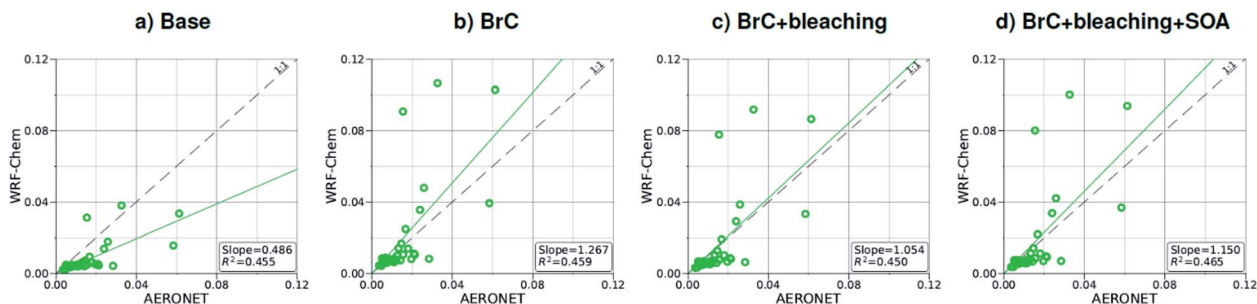 a) Base
b) BrC
c) BrC+bleaching
d) BrC+bleaching+SOA
0.12
0.08
0.04
0.00
WRF-Chem
1:1
Slope=0.486
R²=0.455
0.00
0.04
0.08
0.12
AERONET
0.12
0.08
0.04
0.00
WRF-Chem
1:1
Slope=1.267
R²=0.459
0.00
0.04
0.08
0.12
AERONET
0.12
0.08
0.04
0.00
WRF-Chem
1:1
Slope=1.054
R²=0.450
0.00
0.04
0.08
0.12
AERONET
0.12
0.08
0.04
0.00
WRF-Chem
1:1
Slope=1.150
R²=0.465
0.00
0.04
0.08
0.12
AERONET